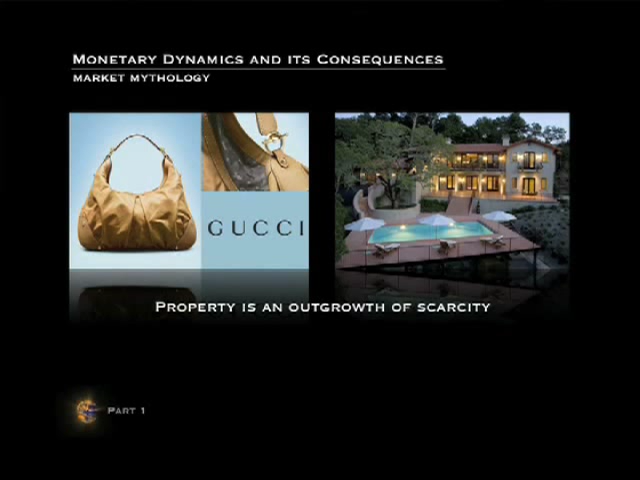 Monetary Dynamics and its Consequences
market mythology
GUCCI
Property is an outgrowth of scarcity
Part 1